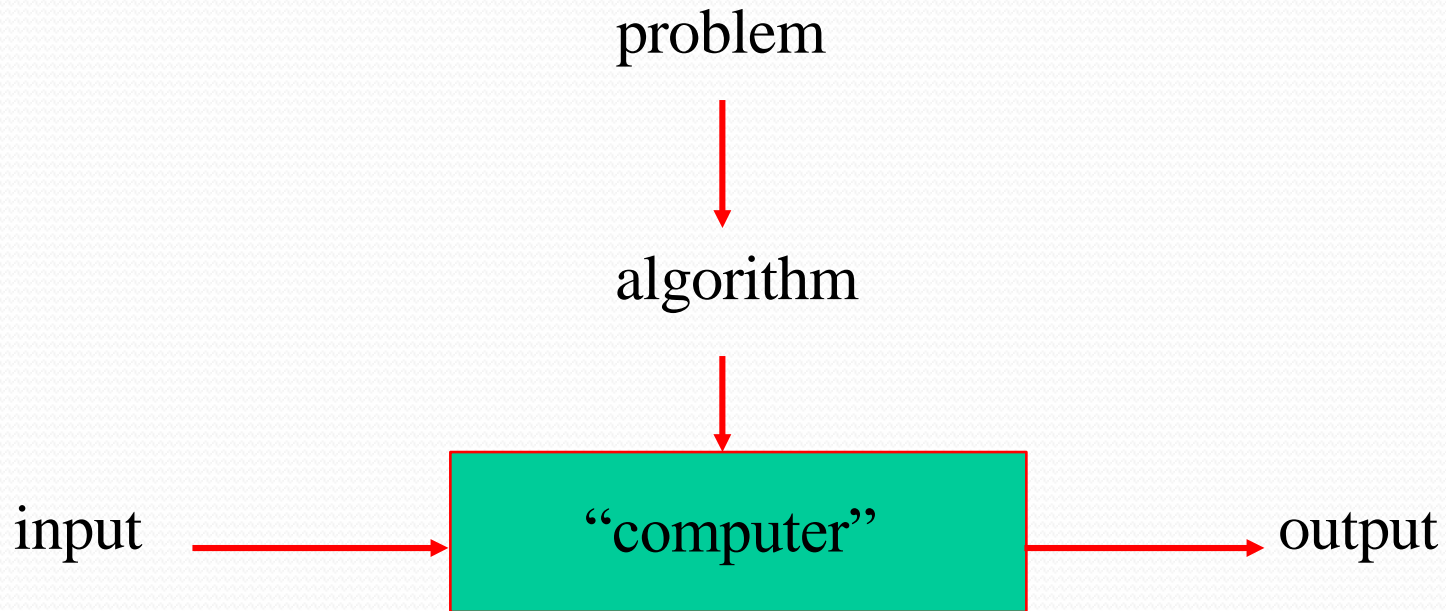 problem
algorithm
input
“computer”
output